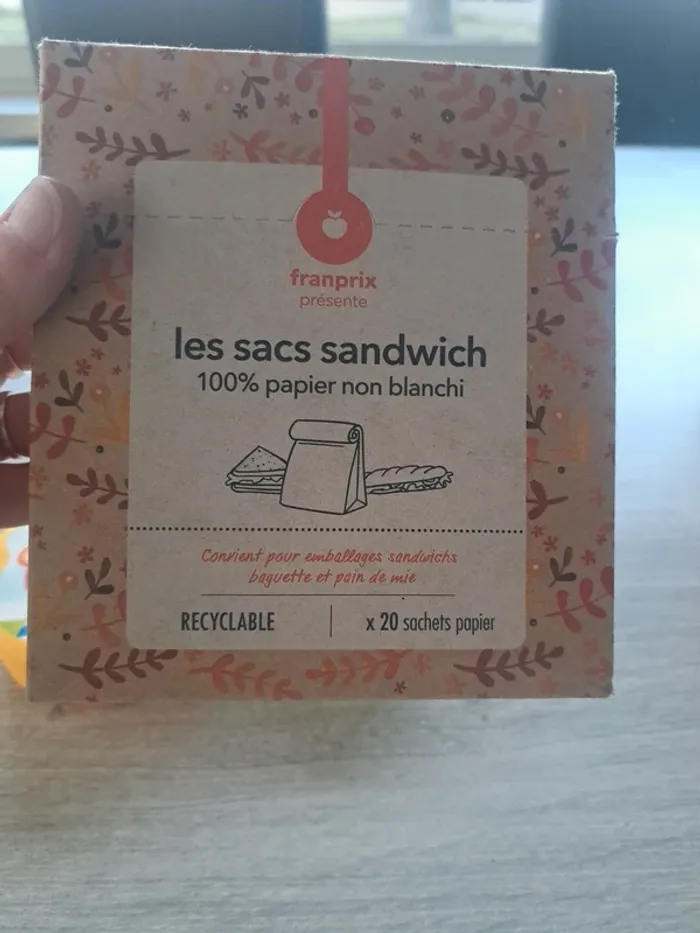 franprix
présente
les sacs sandwich
100% papier non blanchi
Convient pour emballages sandwichs
baguette et pain de mie
RECYCLABLE
x 20 sachets papier